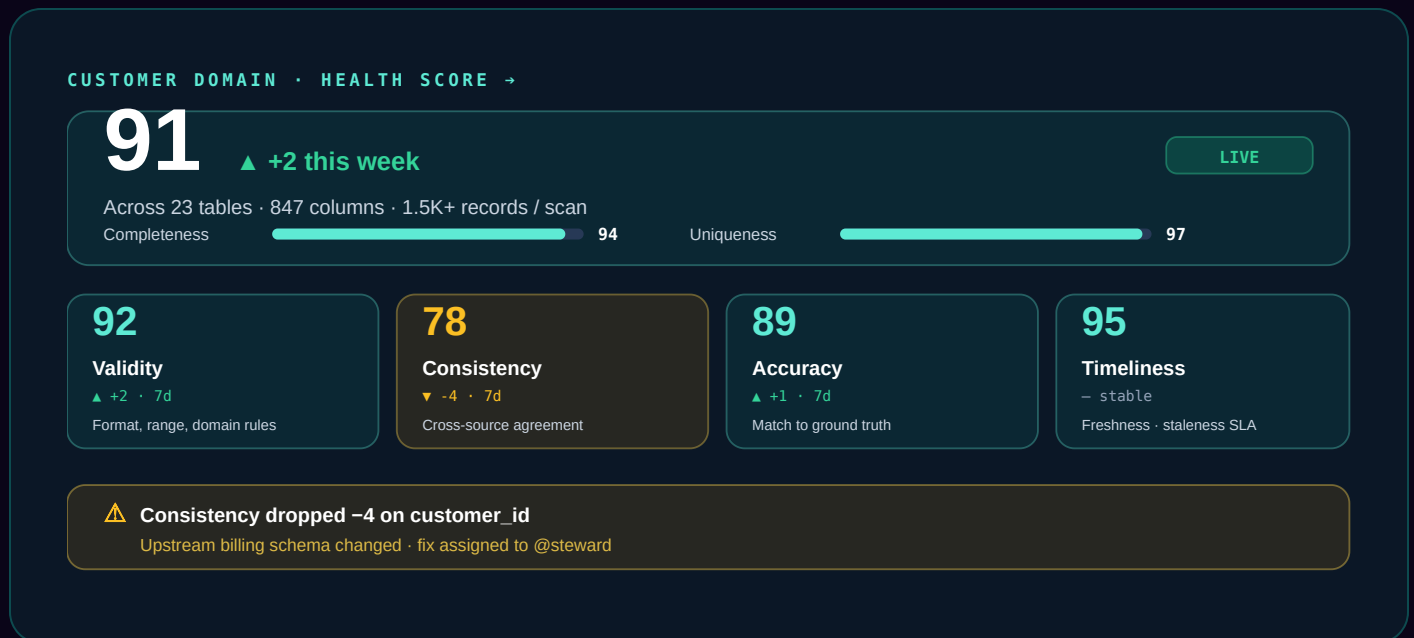 CUSTOMER DOMAIN · HEALTH SCORE →
91 ▲ +2 this week LIVE
Across 23 tables · 847 columns · 1.5K+ records / scan
Completeness 94 Uniqueness 97
92 78 89 95
Validity Consistency Accuracy Timeliness
▲ +2 · 7d ▼ -4 · 7d ▲ +1 · 7d — stable
Format, range, domain rules Cross-source agreement Match to ground truth Freshness · staleness SLA
⚠ Consistency dropped −4 on customer_id
Upstream billing schema changed · fix assigned to @steward